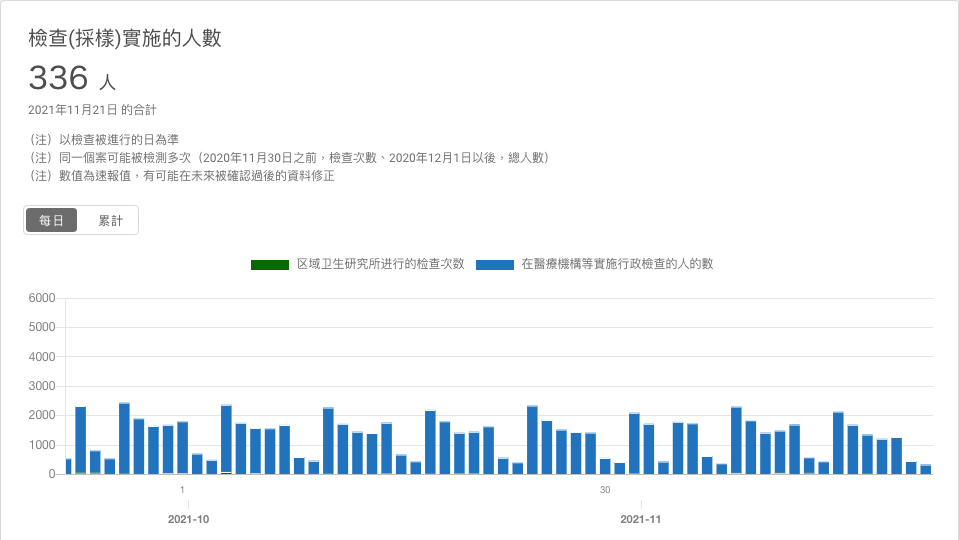 檢查(採樣)實施的人數
336 人
2021年11月21日 的合計
（注）以檢查被進行的日為準
（注）同一個案可能被檢測多次（2020年11月30日之前，檢查次數、2020年12月1日以後，總人數）
（注）數值為速報值，有可能在未來被確認過後的資料修正
每日 累計
区域卫生研究所进行的检查次数 在醫療機構等實施行政檢查的人的數
6000
5000
4000
3000
2000
1000
0
1 30
2021-10 2021-11